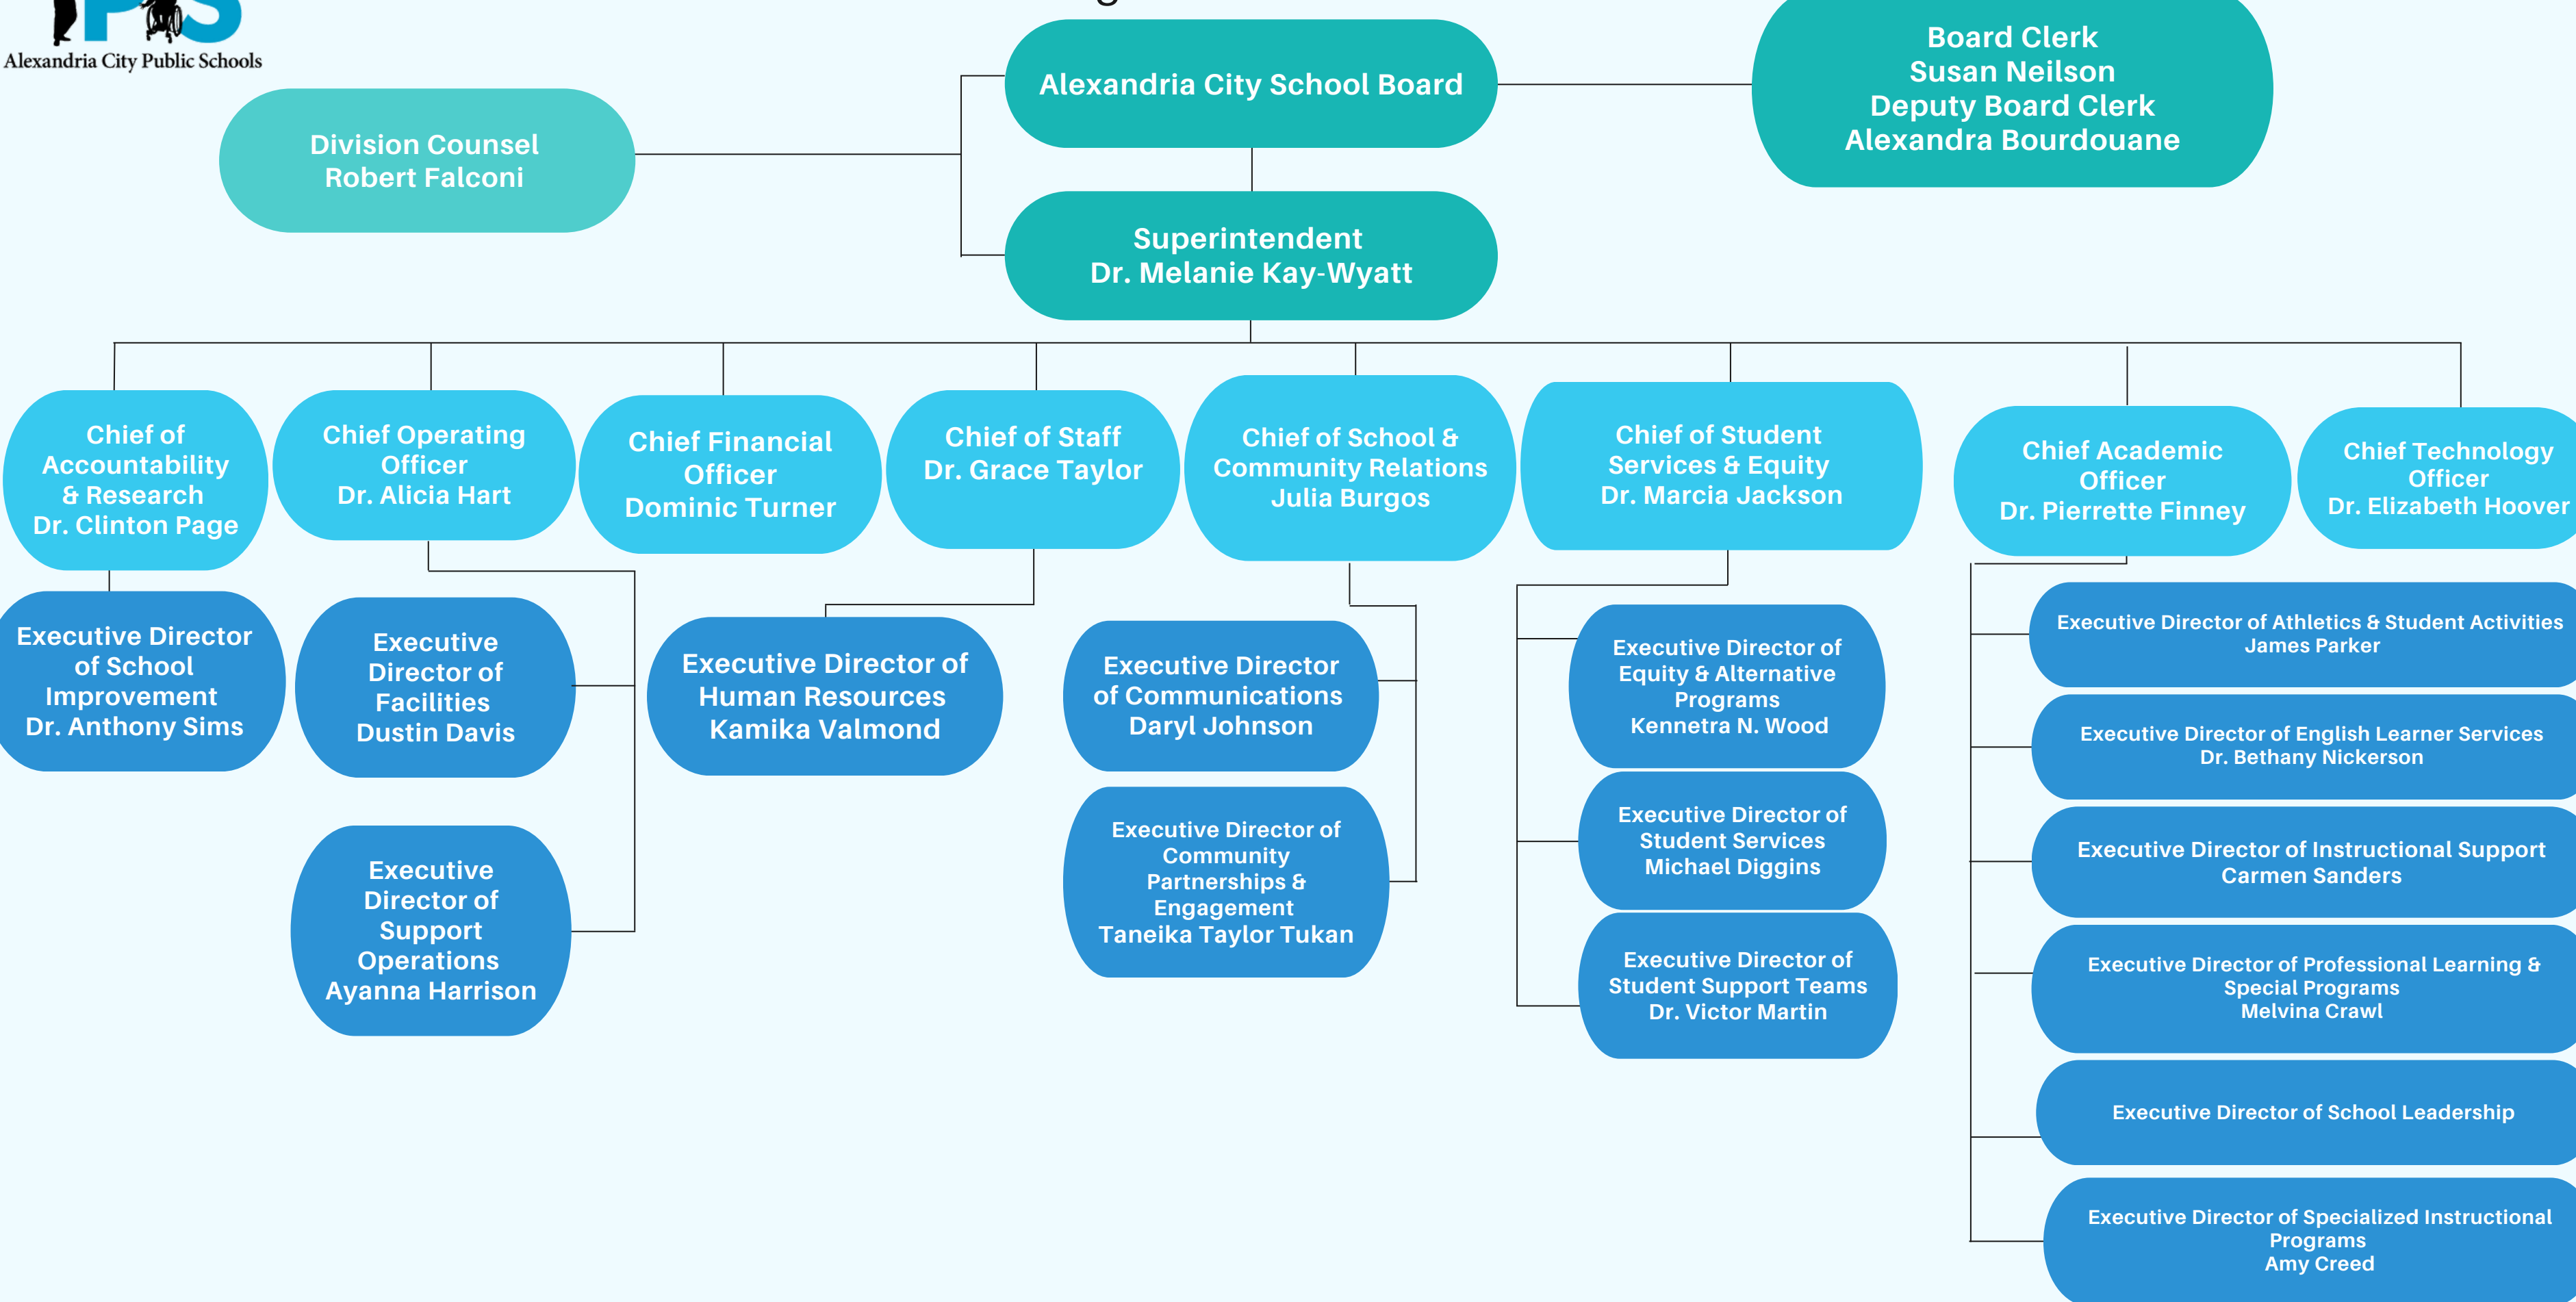 Alexandria City Public Schools
Alexandria City School Board
Board Clerk
Susan Neilson
Deputy Board Clerk
Alexandra Bourdouane
Division Counsel
Robert Falconi
Superintendent
Dr. Melanie Kay-Wyatt
Chief of
Accountability
& Research
Dr. Clinton Page
Chief Operating
Officer
Dr. Alicia Hart
Chief Financial
Officer
Dominic Turner
Chief of Staff
Dr. Grace Taylor
Chief of School &
Community Relations
Julia Burgos
Chief of Student
Services & Equity
Dr. Marcia Jackson
Chief Academic
Officer
Dr. Pierrette Finney
Chief Technology
Officer
Dr. Elizabeth Hoover
Executive Director
of School
Improvement
Dr. Anthony Sims
Executive
Director of
Facilities
Dustin Davis
Executive
Director of
Support
Operations
Ayanna Harrison
Executive Director of
Human Resources
Kamika Valmond
Executive Director
of Communications
Daryl Johnson
Executive Director of
Community
Partnerships &
Engagement
Taneika Taylor Tukan
Executive Director of
Equity & Alternative
Programs
Kennetra N. Wood
Executive Director of
Student Services
Michael Diggins
Executive Director of
Student Support Teams
Dr. Victor Martin
Executive Director of Athletics & Student Activities
James Parker
Executive Director of English Learner Services
Dr. Bethany Nickerson
Executive Director of Instructional Support
Carmen Sanders
Executive Director of Professional Learning &
Special Programs
Melvina Crawl
Executive Director of School Leadership
Executive Director of Specialized Instructional
Programs
Amy Creed